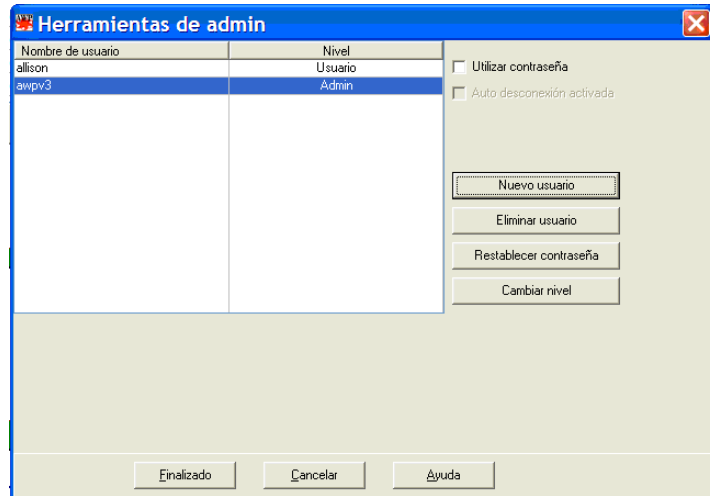 Herramientas de admin
Nombre de usuario Nivel
allison Usuario
awpv3 Admin
Utilizar contraseña
Auto desconexión activada
Nuevo usuario
Eliminar usuario
Restablecer contraseña
Cambiar nivel
Finalizado Cancelar Ayuda